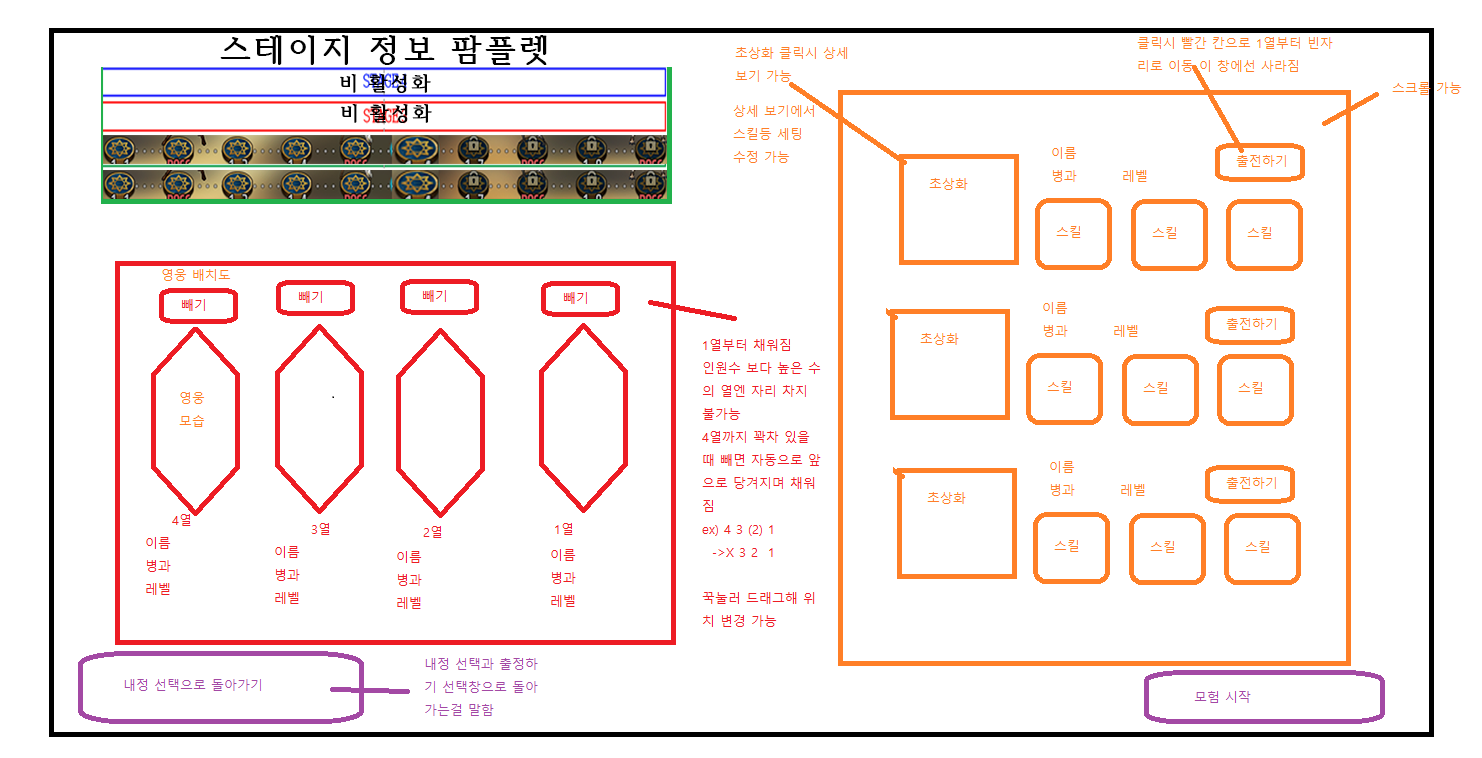 스테이지 정보 팜플렛
비 활성화
비 활성화
영웅 배치도
빼기
빼기
빼기
빼기
영웅
모습
4열
3열
2열
1열
이름
병과
레벨
이름
병과
레벨
이름
병과
레벨
이름
병과
레벨
1열부터 채워짐
인원수 보다 높은 수
의 열엔 자리 차지
불가능
4열까지 꽉차 있을
때 빼면 자동으로 앞
으로 당겨지며 채워
짐
ex) 4 3 (2) 1
->X 3 2 1
꾹눌러 드래그해 위
치 변경 가능
내정 선택으로 돌아가기
내정 선택과 출정하
기 선택창으로 돌아
가는걸 말함
초상화 클릭시 상세
보기 가능
상세 보기에서
스킬등 세팅
수정 가능
클릭시 빨간 칸으로 1열부터 빈자
리로 이동 이 창에선 사라짐
스크롤 가능
초상화
이름
병과 레벨
출전하기
스킬 스킬 스킬
초상화
이름
병과 레벨
출전하기
스킬 스킬 스킬
초상화
이름
병과 레벨
출전하기
스킬 스킬 스킬
모험 시작